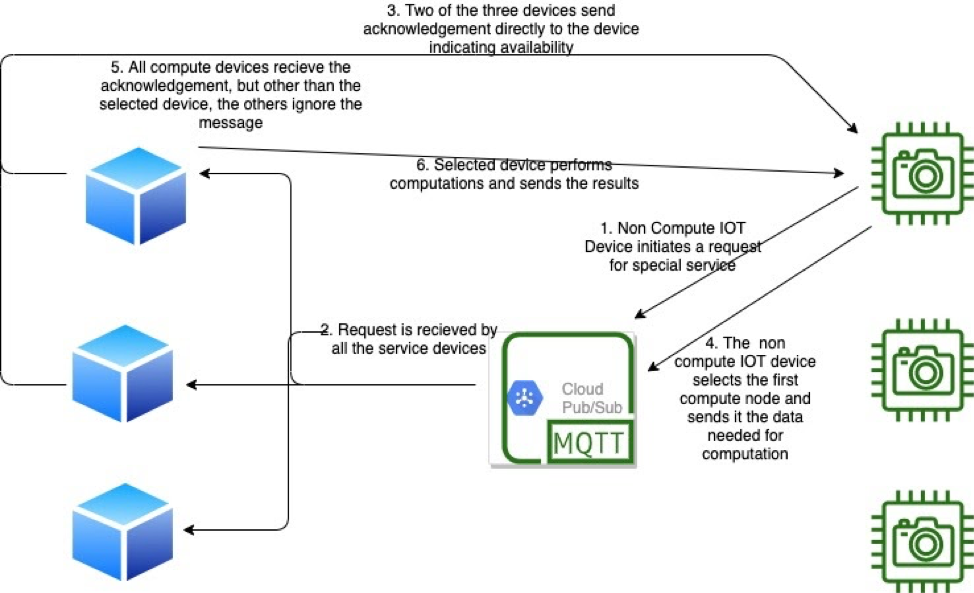 3. Two of the three devices send
acknowledgement directly to the device
indicating availability
5. All compute devices recieve the
acknowledgement, but other than the
selected device, the others ignore the
message
6. Selected device performs
computations and sends the results
1. Non Compute IOT
Device initiates a request
for special service
2. Request is recieved by
all the service devices
4. The non
compute IOT device
selects the first
compute node and
sends it the data
needed for
computation
Cloud
Pub/Sub
MQTT